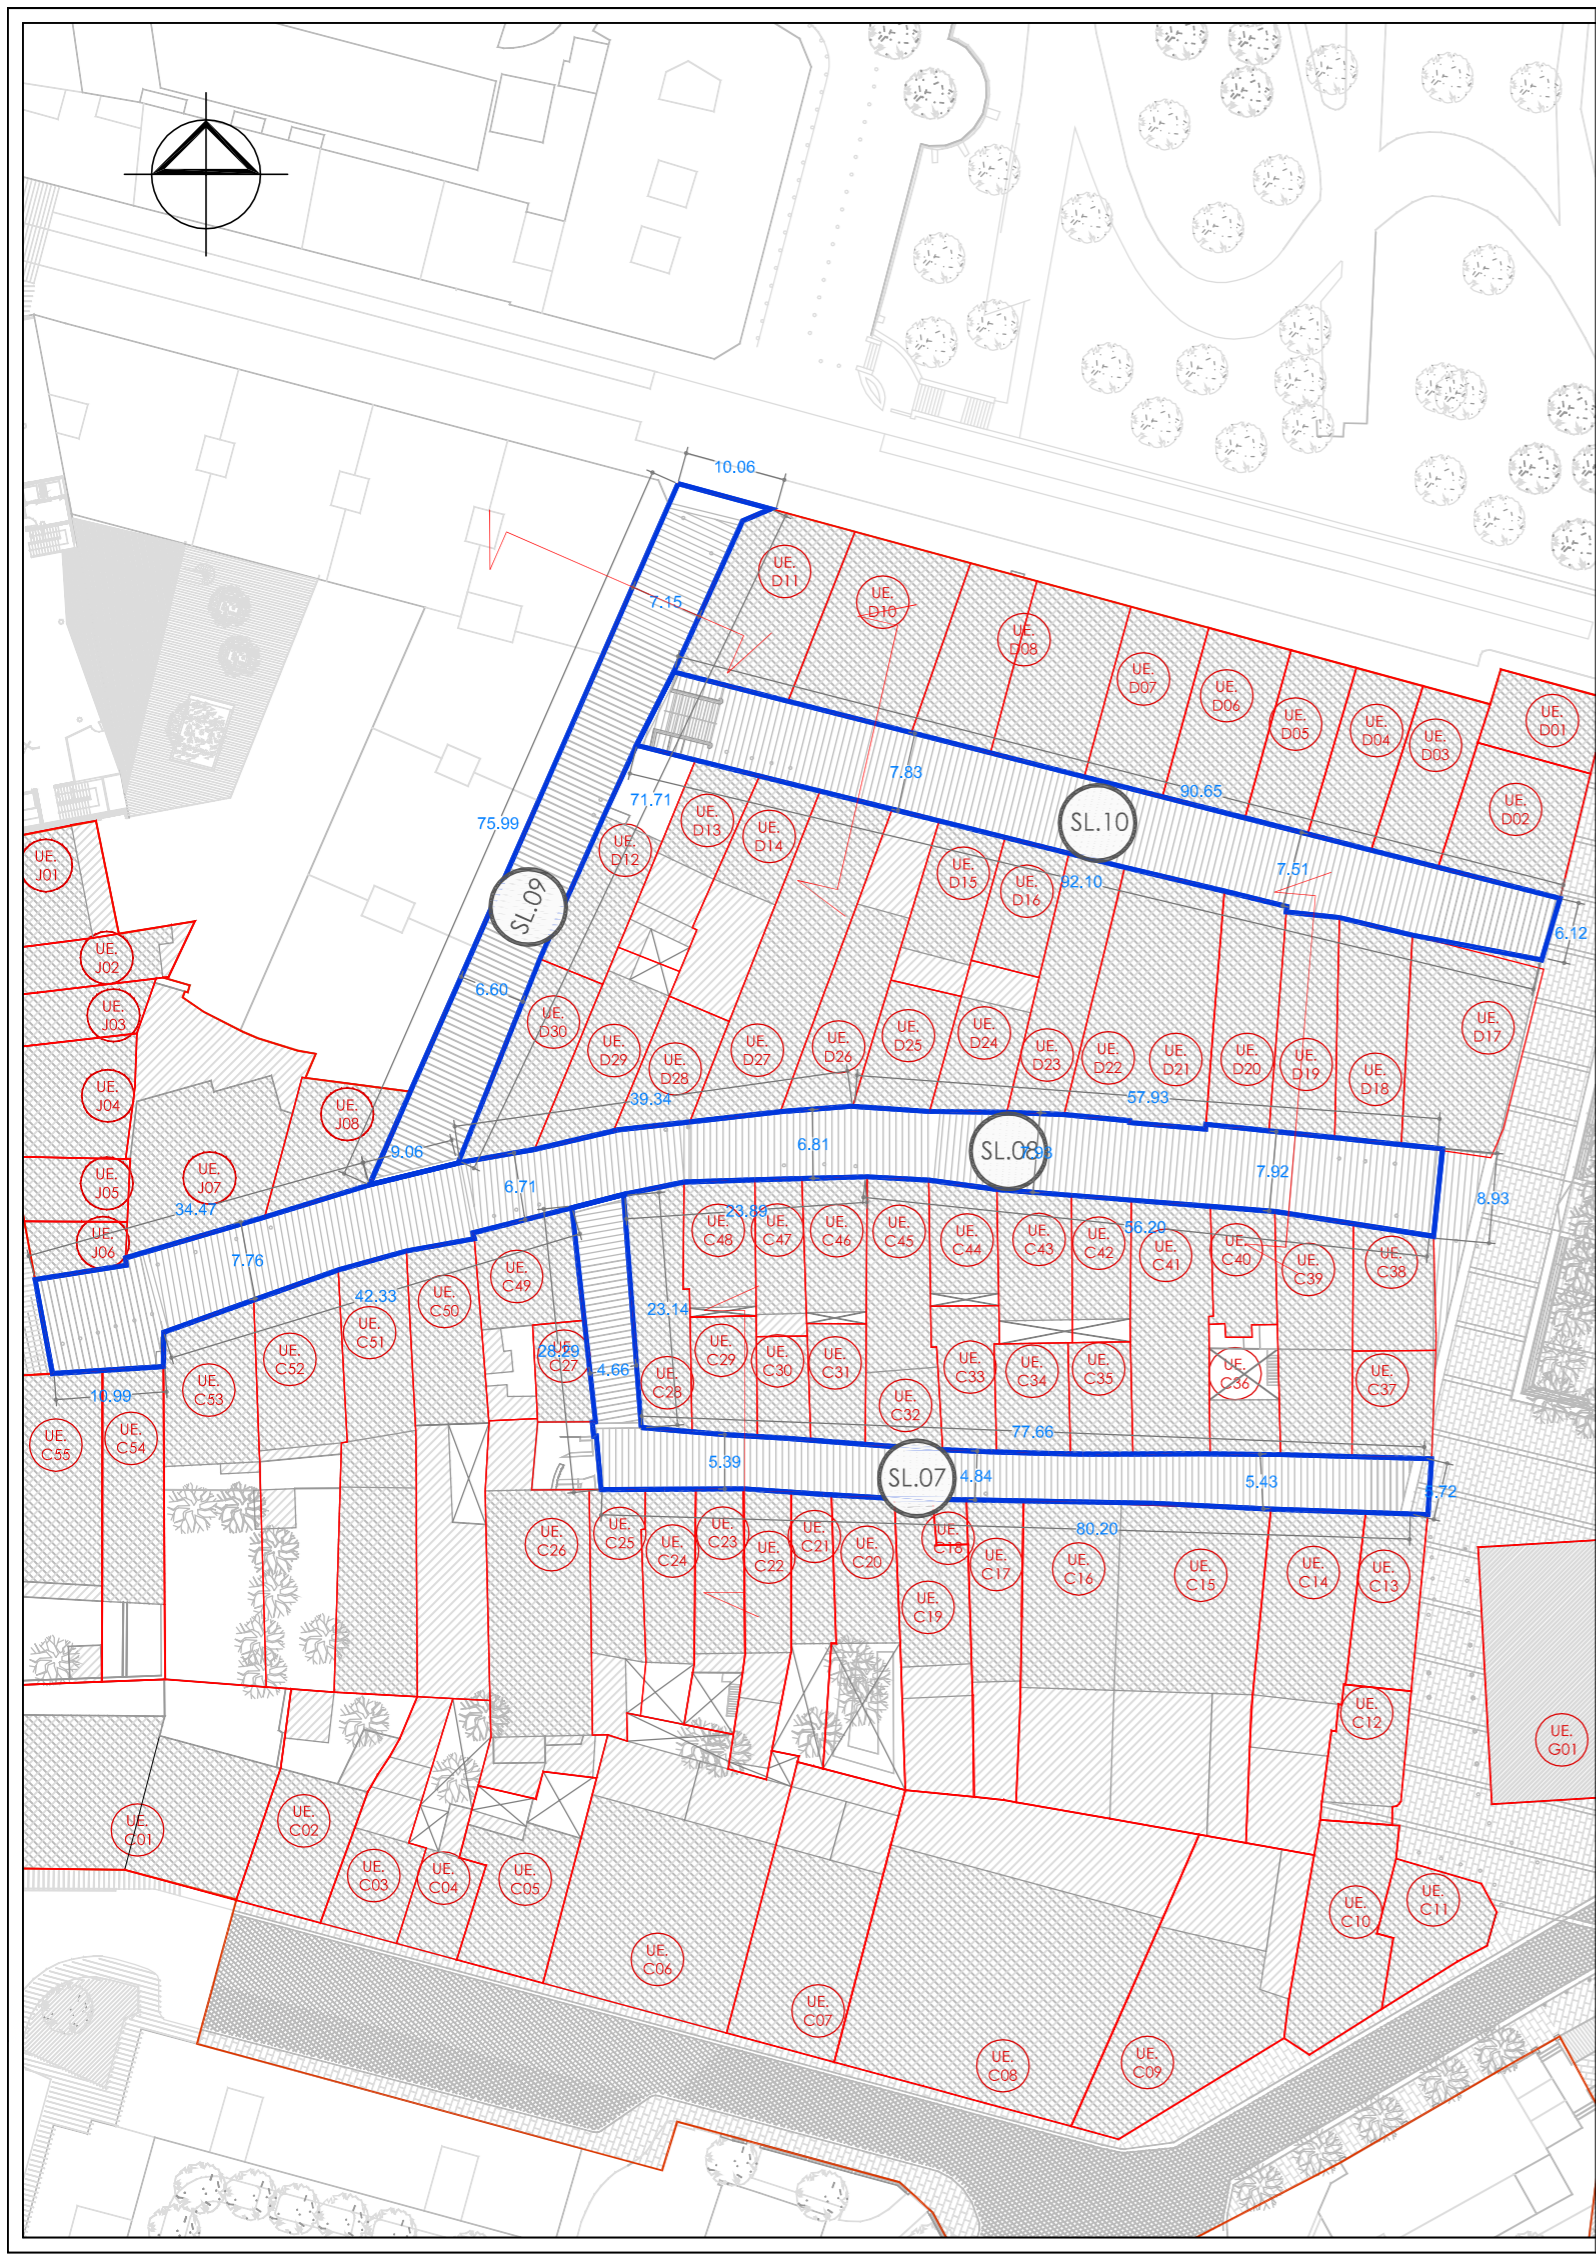 10.06
UE.
D11
UE.
D10
7.15
UE.
D08
UE.
D07
UE.
D06
UE.
D05
UE.
D04
UE.
D03
UE.
D01
7.83
90.65
SL.10
UE.
D02
71.71
75.99
UE.
D13
UE.
D14
UE.
D12
7.51
92.10
UE.
D15
UE.
D16
UE.
J01
SL.09
6.12
UE.
J02
6.60
UE.
J03
UE.
D30
UE.
D29
UE.
D28
UE.
D27
UE.
D26
UE.
D25
UE.
D24
UE.
D23
UE.
D22
UE.
D21
UE.
D20
UE.
D19
UE.
D18
UE.
D17
UE.
J04
UE.
J08
39.34
57.93
9.06
6.81
SL.08
7.93
7.92
UE.
J05
UE.
J07
34.47
6.71
8.93
UE.
J06
7.76
23.89
56.20
UE.
C48
UE.
C47
UE.
C46
UE.
C45
UE.
C44
UE.
C43
UE.
C42
UE.
C41
UE.
C40
UE.
C39
UE.
C38
42.33
UE.
C49
UE.
C50
UE.
C51
23.14
UE.
C52
28.29
UE.
C27
4.66
UE.
C28
UE.
C29
UE.
C30
UE.
C31
UE.
C32
UE.
C33
UE.
C34
UE.
C35
UE.
C36
UE.
C37
10.99
UE.
C53
UE.
C54
UE.
C55
77.66
5.39
SL.07
4.84
5.43
5.72
80.20
UE.
C26
UE.
C25
UE.
C24
UE.
C23
UE.
C22
UE.
C21
UE.
C20
UE.
C18
UE.
C17
UE.
C16
UE.
C15
UE.
C14
UE.
C13
UE.
C19
UE.
C12
UE.
G01
UE.
C01
UE.
C02
UE.
C03
UE.
C04
UE.
C05
UE.
C10
UE.
C11
UE.
C06
UE.
C07
UE.
C08
UE.
C09